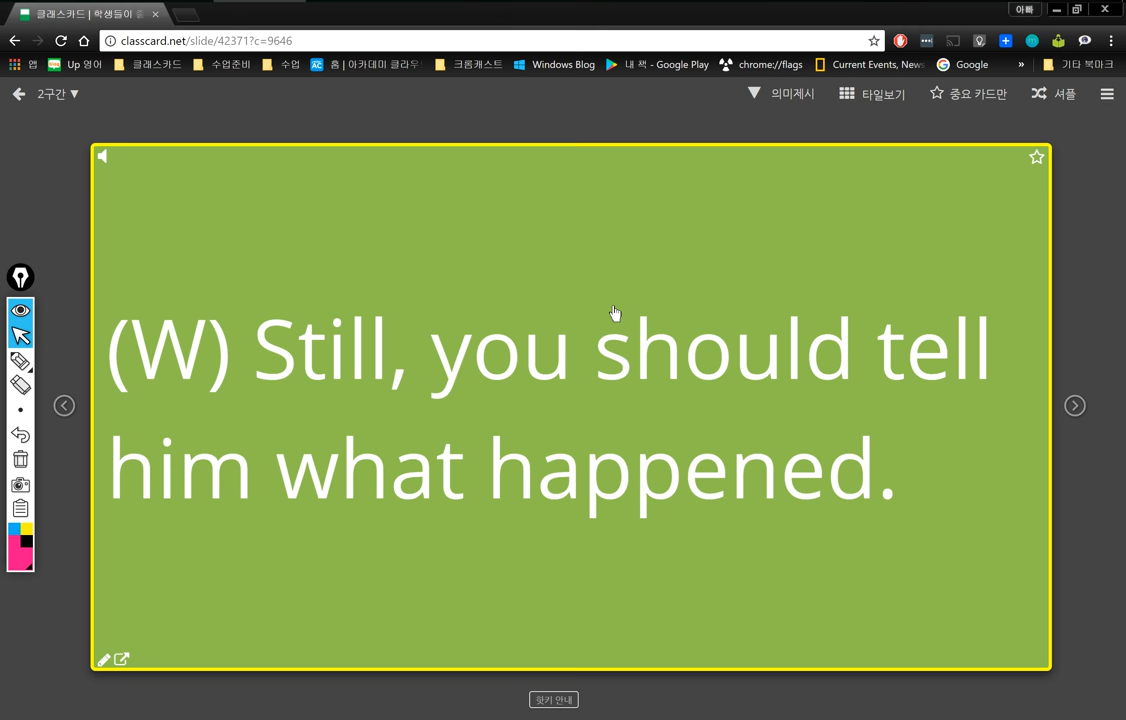 클래스카드 | 학생들이
아빠
classcard.net/slide/42371?c=9646
앱
Up 영어
클래스카드
수업준비
수업
홈 | 아카데미 클라우
크롬캐스트
Windows Blog
내 책 - Google Play
chrome://flags
Current Events, News
Google
»
기타 북마크
2구간 ▼
▼ 의미제시
타일보기
중요 카드만
셔플
(W) Still, you should tell
him what happened.
핫키 안내